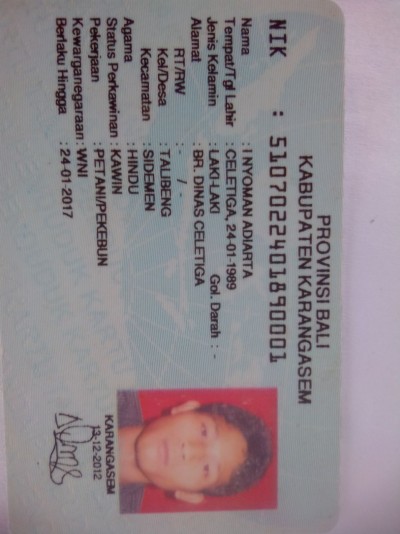 PROVINSI BALI
KABUPATEN KARANGASEM
NIK : 5107022401890001
Nama : I NYOMAN ADIARTA
Tempat/Tgl Lahir : CELETIGA, 24-01-1989
Jenis Kelamin : LAKI-LAKI Gol. Darah : -
Alamat : BR. DINAS CELETIGA
RT/RW : - / -
Kel/Desa : TALIBENG
Kecamatan : SIDEMEN
Agama : HINDU
Status Perkawinan : KAWIN
Pekerjaan : PETANI/PEKEBUN
Kewarganegaraan : WNI
Berlaku Hingga : 24-01-2017
KARANGASEM
13-12-2012